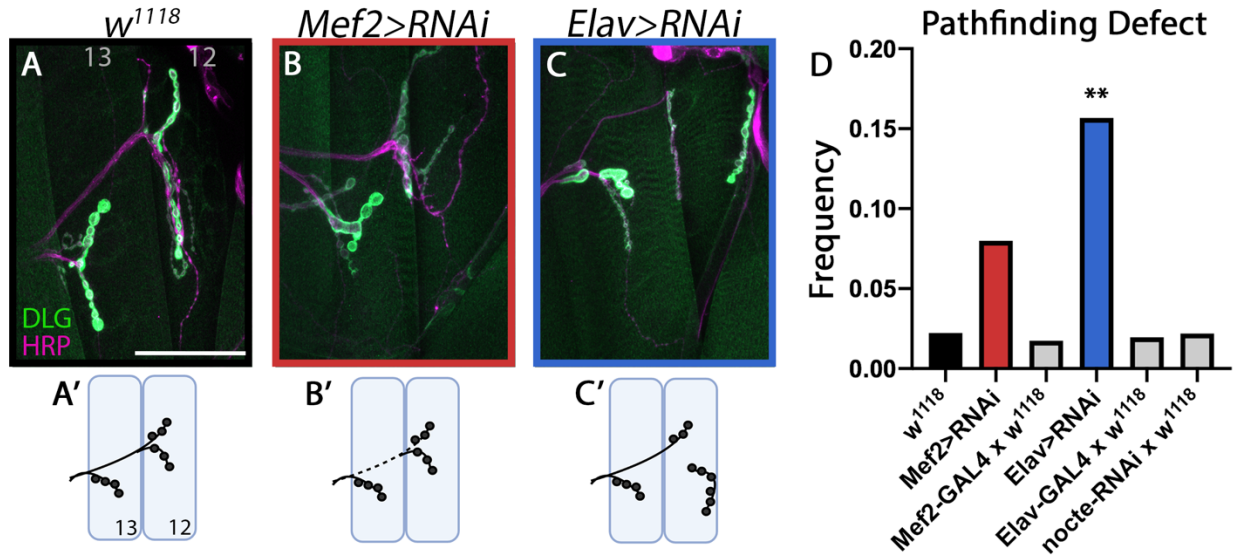 w1118
Mef2>RNAi
Elav>RNAi
Pathfinding Defect
A
13
12
B
C
D
DLG
HRP
**
Frequency
0.20
0.15
0.10
0.05
0.00
w1118
Mef2>RNAi
Mef2-GAL4 x w1118
Elav>RNAi
Elav-GAL4 x w1118
nocte-RNAi x w1118
A′
B′
C′
13
12